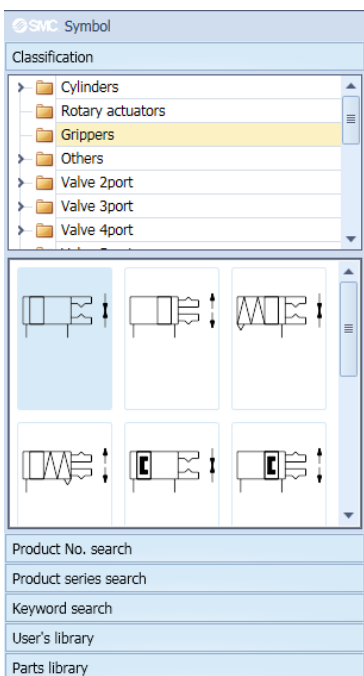 SMC Symbol
Classification
Cylinders
Rotary actuators
Grippers
Others
Valve 2port
Valve 3port
Valve 4port
Product No. search
Product series search
Keyword search
User's library
Parts library